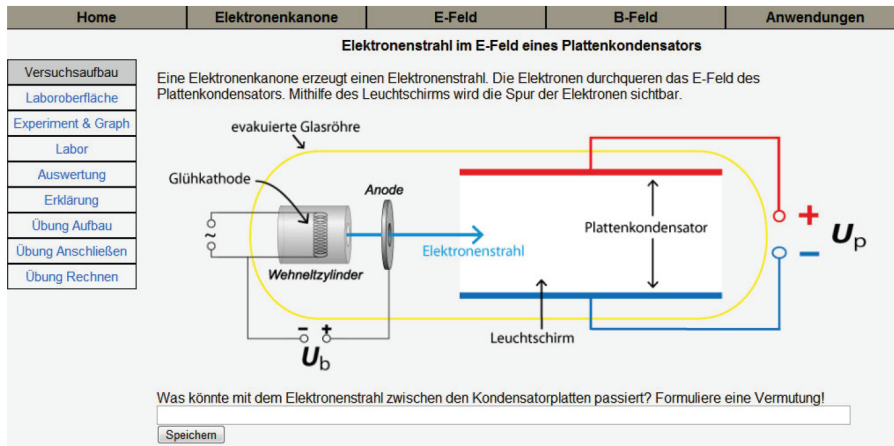 Home Elektronenkanone E-Feld B-Feld Anwendungen
Elektronenstrahl im E-Feld eines Plattenkondensators
Versuchsaufbau
Laboroberfläche
Experiment & Graph
Labor
Auswertung
Erklärung
Übung Aufbau
Übung Anschließen
Übung Rechnen
Eine Elektronenkanone erzeugt einen Elektronenstrahl. Die Elektronen durchqueren das E-Feld des
Plattenkondensators. Mithilfe des Leuchtschirms wird die Spur der Elektronen sichtbar.
evakuierte Glasröhre
Glühkathode
Anode
~
Elektronenstrahl
Wehneltzylinder
Plattenkondensator
+
−
Up
Leuchtschirm
− +
Ub
Was könnte mit dem Elektronenstrahl zwischen den Kondensatorplatten passiert? Formuliere eine Vermutung!
Speichern